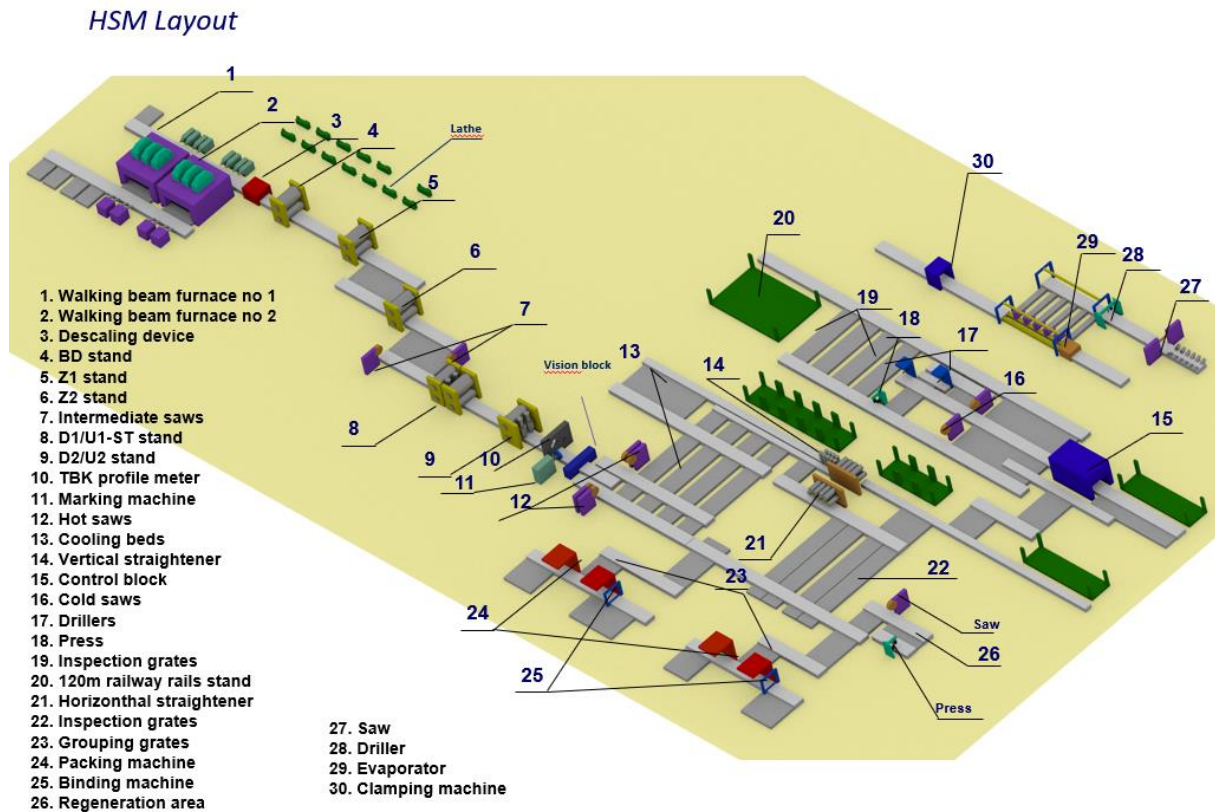 HSM Layout
1
2
3
4
Lathe
5
6
7
Vision block
8
9
10
11
12
13
14
15
16
17
18
19
20
21
22
23
24
25
26
27
28
29
30
Saw
Press
1. Walking beam furnace no 1
2. Walking beam furnace no 2
3. Descaling device
4. BD stand
5. Z1 stand
6. Z2 stand
7. Intermediate saws
8. D1/U1-ST stand
9. D2/U2 stand
10. TBK profile meter
11. Marking machine
12. Hot saws
13. Cooling beds
14. Vertical straightener
15. Control block
16. Cold saws
17. Drillers
18. Press
19. Inspection grates
20. 120m railway rails stand
21. Horizonthal straightener
22. Inspection grates
23. Grouping grates
24. Packing machine
25. Binding machine
26. Regeneration area
27. Saw
28. Driller
29. Evaporator
30. Clamping machine